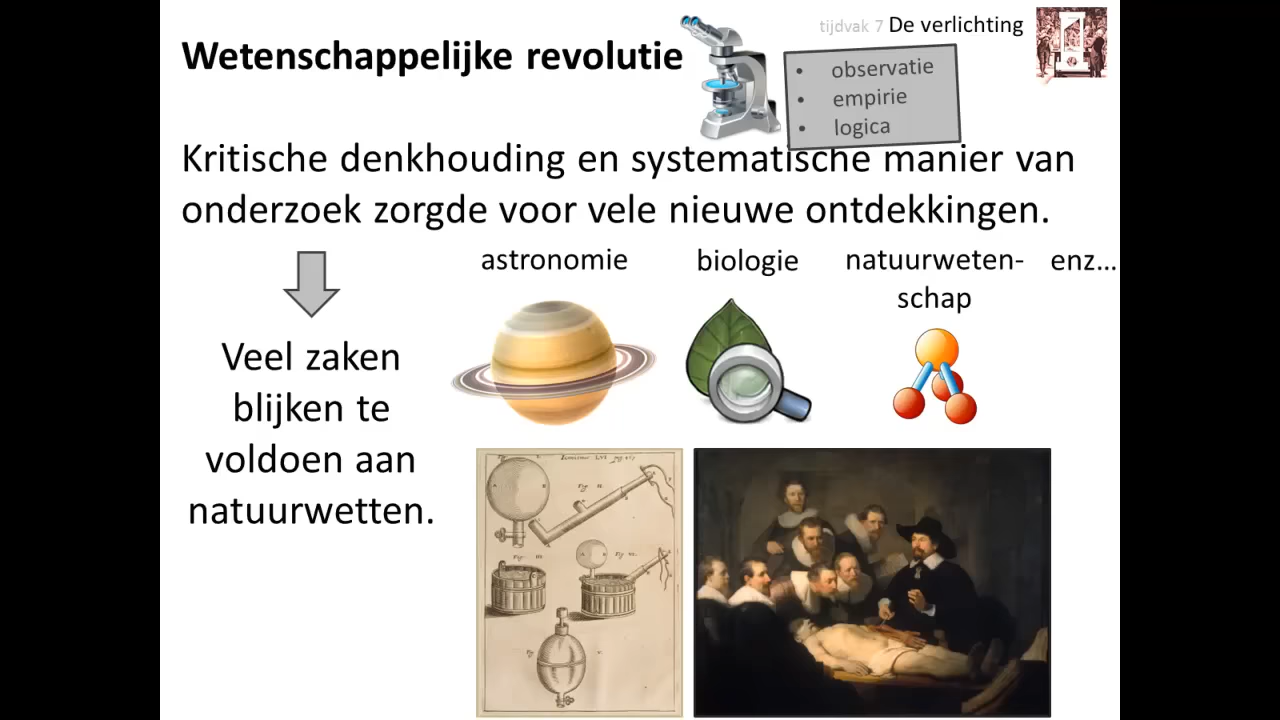 tijdvak 7 De verlichting
Wetenschappelijke revolutie
• observatie
• empirie
• logica
Kritische denkhouding en systematische manier van
onderzoek zorgde voor vele nieuwe ontdekkingen.
astronomie
biologie
natuurweten-
schap
enz...
Veel zaken
blijken te
voldoen aan
natuurwetten.